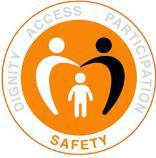 DIGNITY ACCESS PARTICIPATION
SAFETY